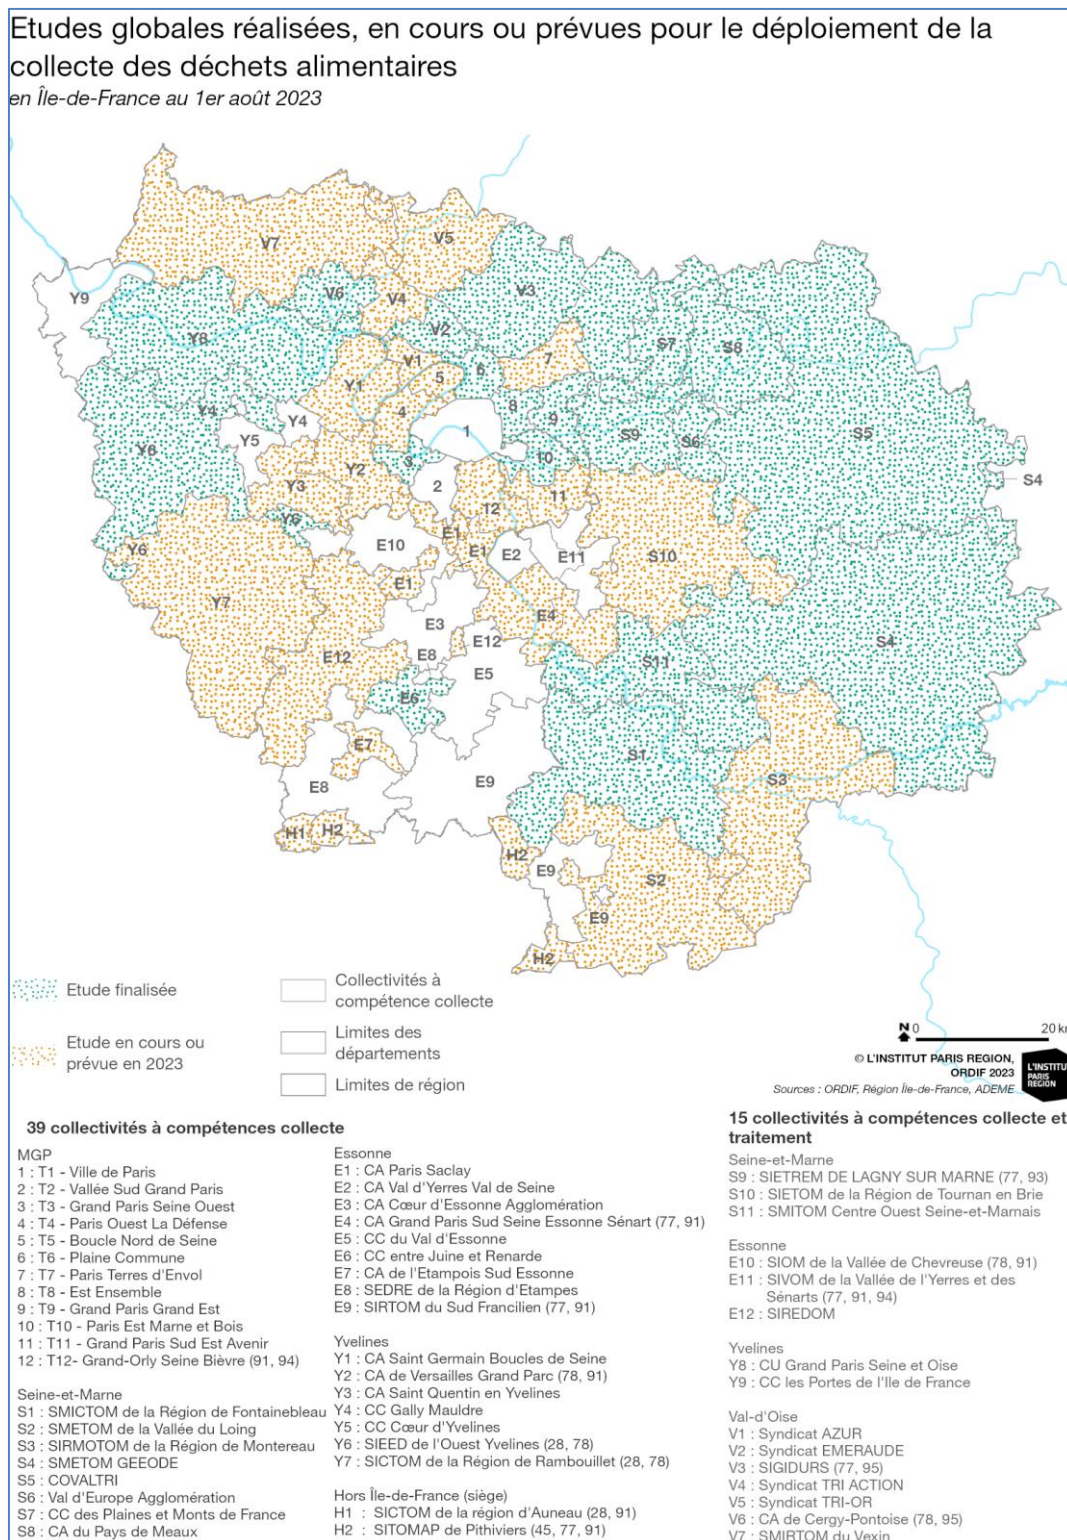 Etudes globales réalisées, en cours ou prévues pour le déploiement de la
collecte des déchets alimentaires
en Île-de-France au 1er août 2023
V7
V5
Y9
V6
V4
V3
Y8
V2
S7
S8
V1
6
7
Y1
5
Y4
8
4
9
Y4
S5
Y5
1
S9
S6
Y6
3
10
Y2
S4
Y3
2
11
12
Y6
E1
E10
E1
E2
E11
Y6
S10
E1
Y7
E4
E3
E12
E12
E8
S11
S4
E5
E6
E7
S1
S3
E8
E9
H1
H2
H2
E9
S2
E9
H2
Etude finalisée
Collectivités à
compétence collecte
Etude en cours ou
prévue en 2023
Limites des
départements
Limites de région
N 0 20 km
© L'INSTITUT PARIS REGION,
ORDIF 2023
Sources : ORDIF, Région Île-de-France, ADEME
L'INSTITUT
PARIS
REGION
39 collectivités à compétences collecte
MGP
1 : T1 - Ville de Paris
2 : T2 - Vallée Sud Grand Paris
3 : T3 - Grand Paris Seine Ouest
4 : T4 - Paris Ouest La Défense
5 : T5 - Boucle Nord de Seine
6 : T6 - Plaine Commune
7 : T7 - Paris Terres d'Envol
8 : T8 - Est Ensemble
9 : T9 - Grand Paris Grand Est
10 : T10 - Paris Est Marne et Bois
11 : T11 - Grand Paris Sud Est Avenir
12 : T12- Grand-Orly Seine Bièvre (91, 94)
Seine-et-Marne
S1 : SMICTOM de la Région de Fontainebleau
S2 : SMETOM de la Vallée du Loing
S3 : SIRMOTOM de la Région de Montereau
S4 : SMETOM GEEODE
S5 : COVALTRI
S6 : Val d'Europe Agglomération
S7 : CC des Plaines et Monts de France
S8 : CA du Pays de Meaux
Essonne
E1 : CA Paris Saclay
E2 : CA Val d'Yerres Val de Seine
E3 : CA Cœur d'Essonne Agglomération
E4 : CA Grand Paris Sud Seine Essonne Sénart (77, 91)
E5 : CC du Val d'Essonne
E6 : CC entre Juine et Renarde
E7 : CA de l'Etampois Sud Essonne
E8 : SEDRE de la Région d'Etampes
E9 : SIRTOM du Sud Francilien (77, 91)
Yvelines
Y1 : CA Saint Germain Boucles de Seine
Y2 : CA de Versailles Grand Parc (78, 91)
Y3 : CA Saint Quentin en Yvelines
Y4 : CC Gally Mauldre
Y5 : CC Cœur d'Yvelines
Y6 : SIEED de l'Ouest Yvelines (28, 78)
Y7 : SICTOM de la Région de Rambouillet (28, 78)
Hors Île-de-France (siège)
H1 : SICTOM de la région d'Auneau (28, 91)
H2 : SITOMAP de Pithiviers (45, 77, 91)
15 collectivités à compétences collecte et
traitement
Seine-et-Marne
S9 : SIETREM DE LAGNY SUR MARNE (77, 93)
S10 : SIETOM de la Région de Tournan en Brie
S11 : SMITOM Centre Ouest Seine-et-Marnais
Essonne
E10 : SIOM de la Vallée de Chevreuse (78, 91)
E11 : SIVOM de la Vallée de l'Yerres et des
Sénarts (77, 91, 94)
E12 : SIREDOM
Yvelines
Y8 : CU Grand Paris Seine et Oise
Y9 : CC les Portes de l'Ile de France
Val-d'Oise
V1 : Syndicat AZUR
V2 : Syndicat EMERAUDE
V3 : SIGIDURS (77, 95)
V4 : Syndicat TRI ACTION
V5 : Syndicat TRI-OR
V6 : CA de Cergy-Pontoise (78, 95)
V7 : SMIRTOM du Vexin